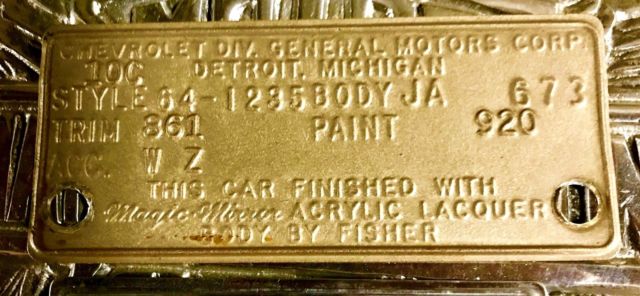 CHEVROLET DIV. GENERAL MOTORS CORP.
10C DETROIT, MICHIGAN
STYLE 64-1235 BODY JA 673
TRIM 861 PAINT 920
ACC. W Z
THIS CAR FINISHED WITH
Magic-Mirror ACRYLIC LACQUER
BODY BY FISHER